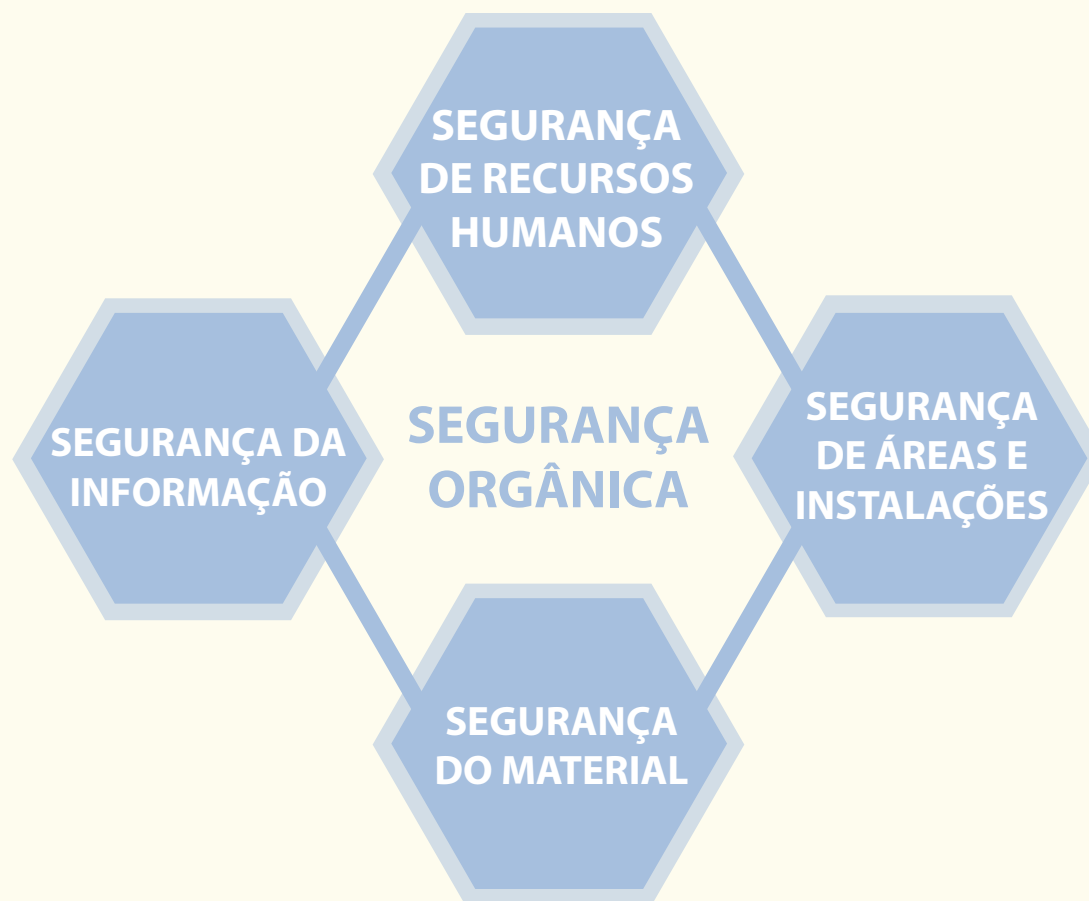 SEGURANÇA
DE RECURSOS
HUMANOS
SEGURANÇA DA
INFORMAÇÃO
SEGURANÇA
ORGÂNICA
SEGURANÇA
DE ÁREAS E
INSTALAÇÕES
SEGURANÇA
DO MATERIAL